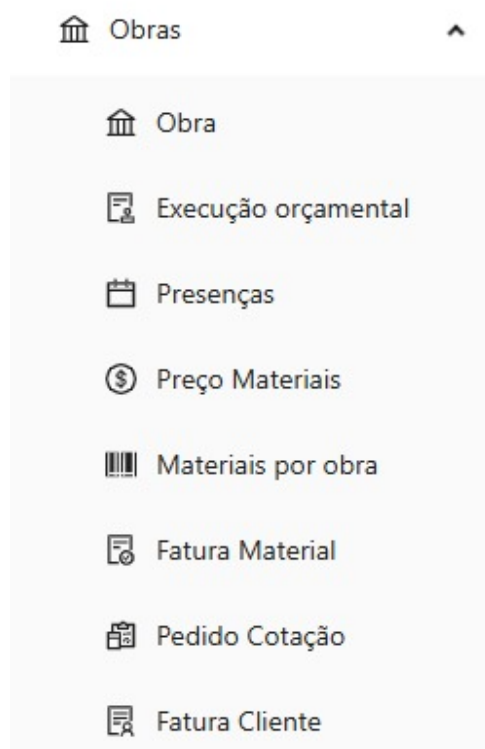 Obras
Obra
Execução orçamental
Presenças
Preço Materiais
Materiais por obra
Fatura Material
Pedido Cotação
Fatura Cliente